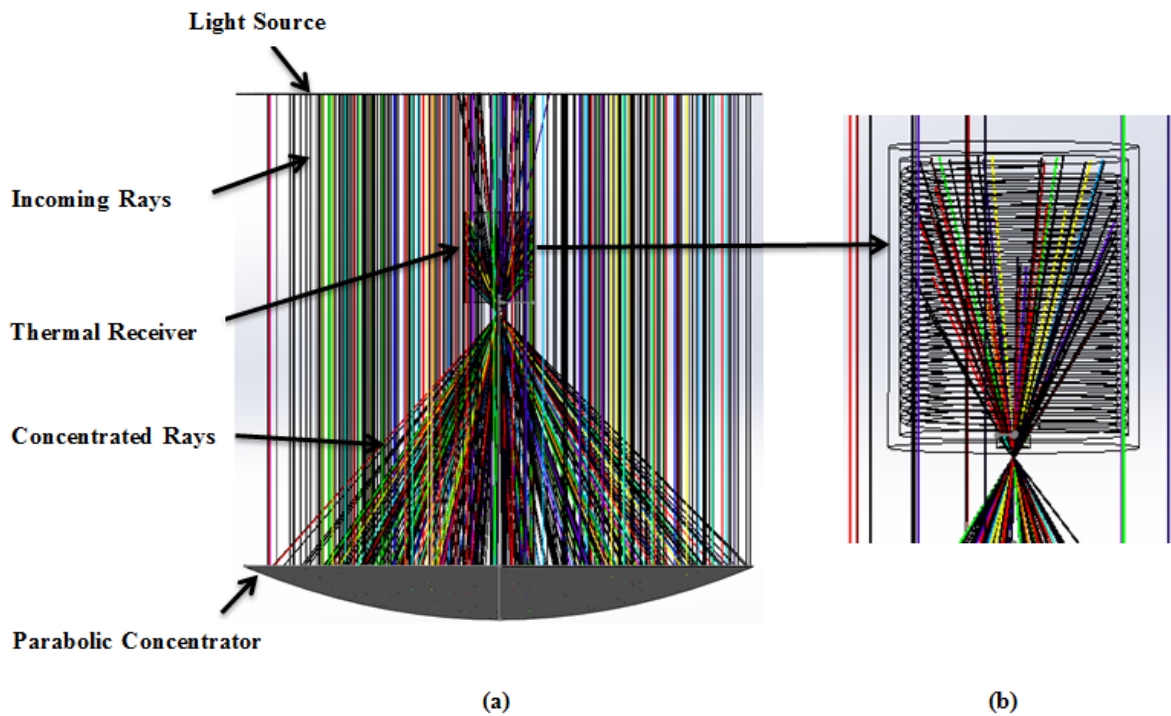 Light Source
Incoming Rays
Thermal Receiver
Concentrated Rays
Parabolic Concentrator
(a)
(b)